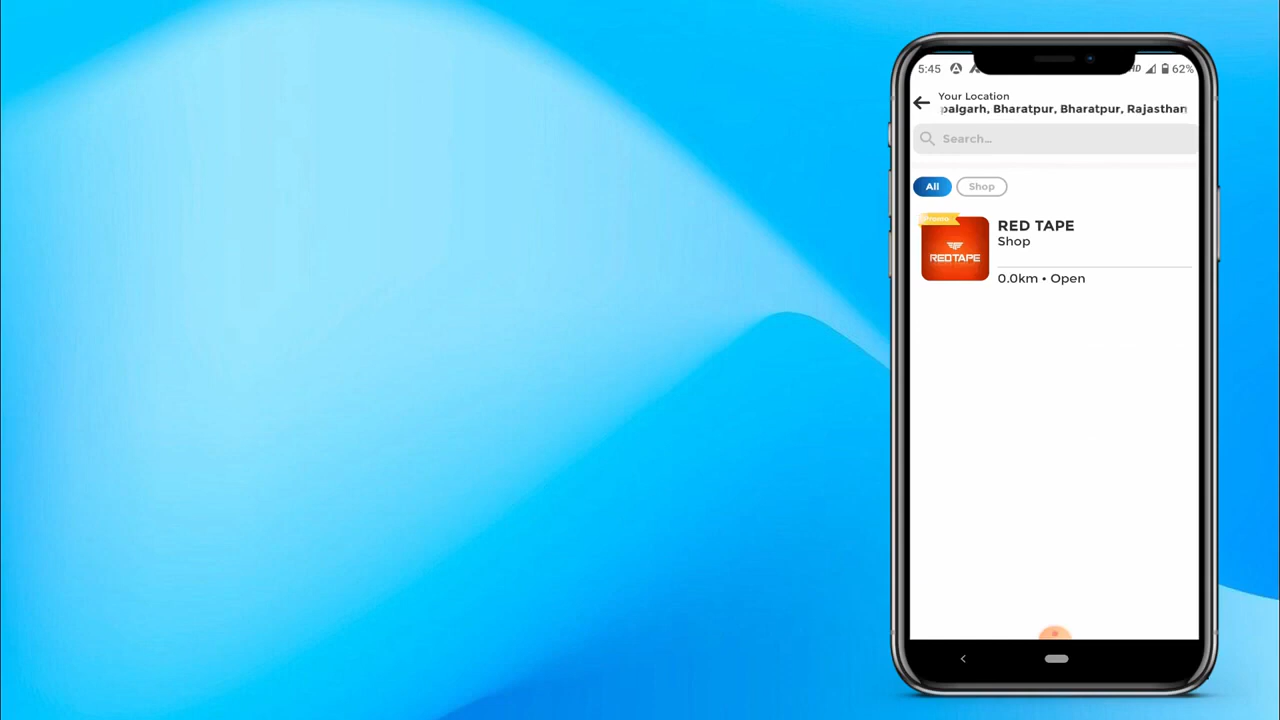 5:45 HD 62%
Your Location
palgarh, Bharatpur, Bharatpur, Rajasthan
Search...
All Shop
Promo
REDTAPE
RED TAPE
Shop
0.0km • Open